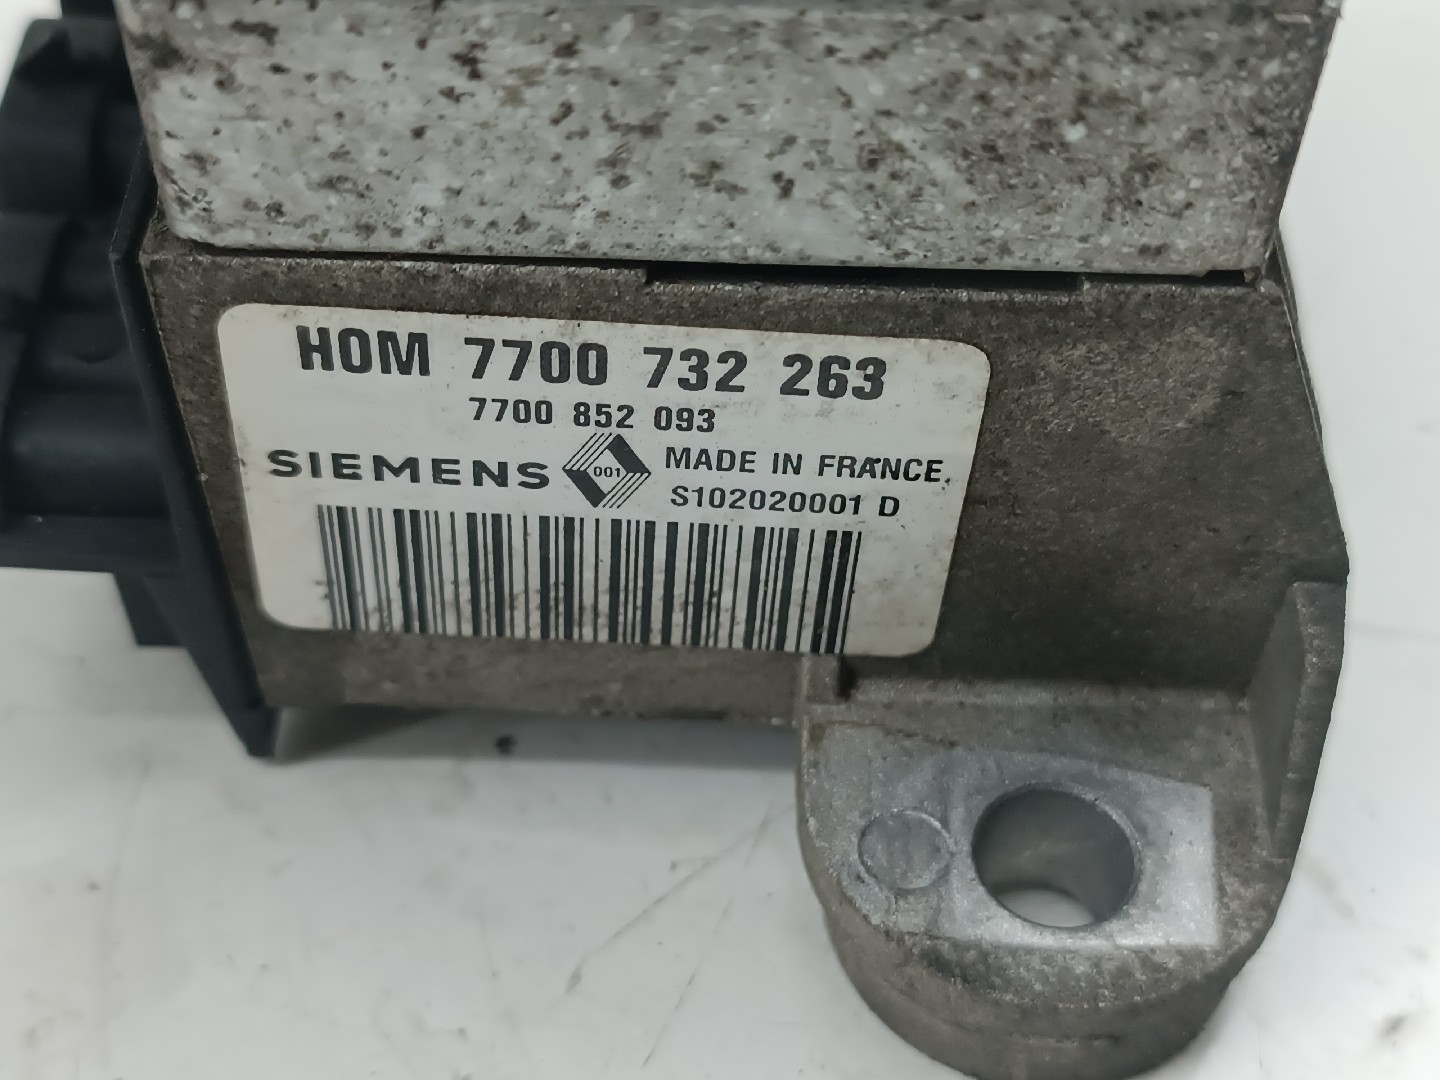 HOM 7700 732 263
7700 852 093
SIEMENS 001 MADE IN FRANCE
S102020001 D